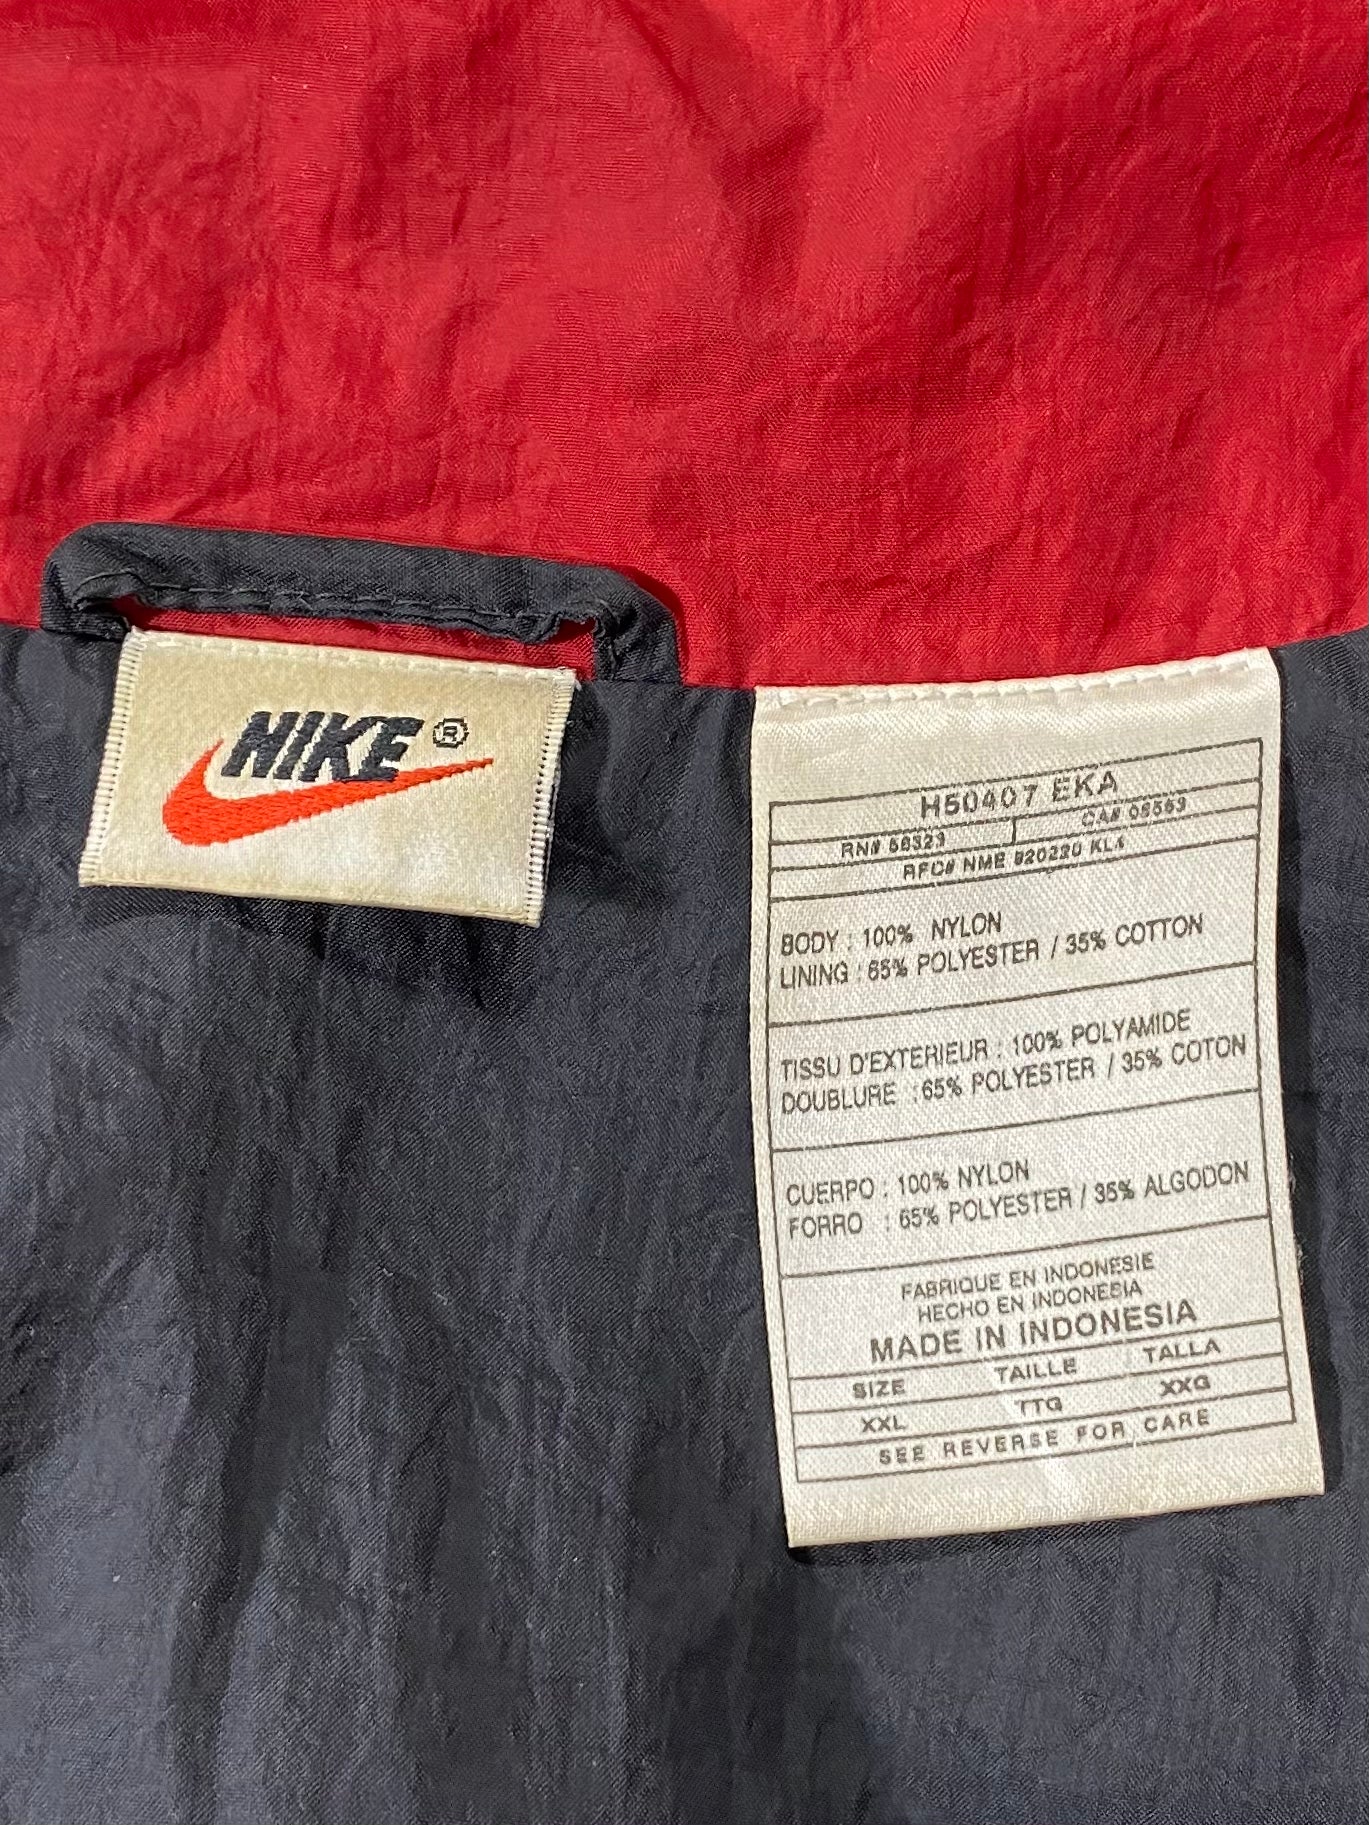 NIKE®
H50407 EKA
RN# 56323 CA# 05553
RFC# NME 920220 KL4
BODY : 100% NYLON
LINING : 65% POLYESTER / 35% COTTON
TISSU D'EXTERIEUR : 100% POLYAMIDE
DOUBLURE : 65% POLYESTER / 35% COTON
CUERPO : 100% NYLON
FORRO : 65% POLYESTER / 35% ALGODON
FABRIQUE EN INDONESIE
HECHO EN INDONESIA
MADE IN INDONESIA
SIZE TAILLE TALLA
XXL TTG XXG
SEE REVERSE FOR CARE